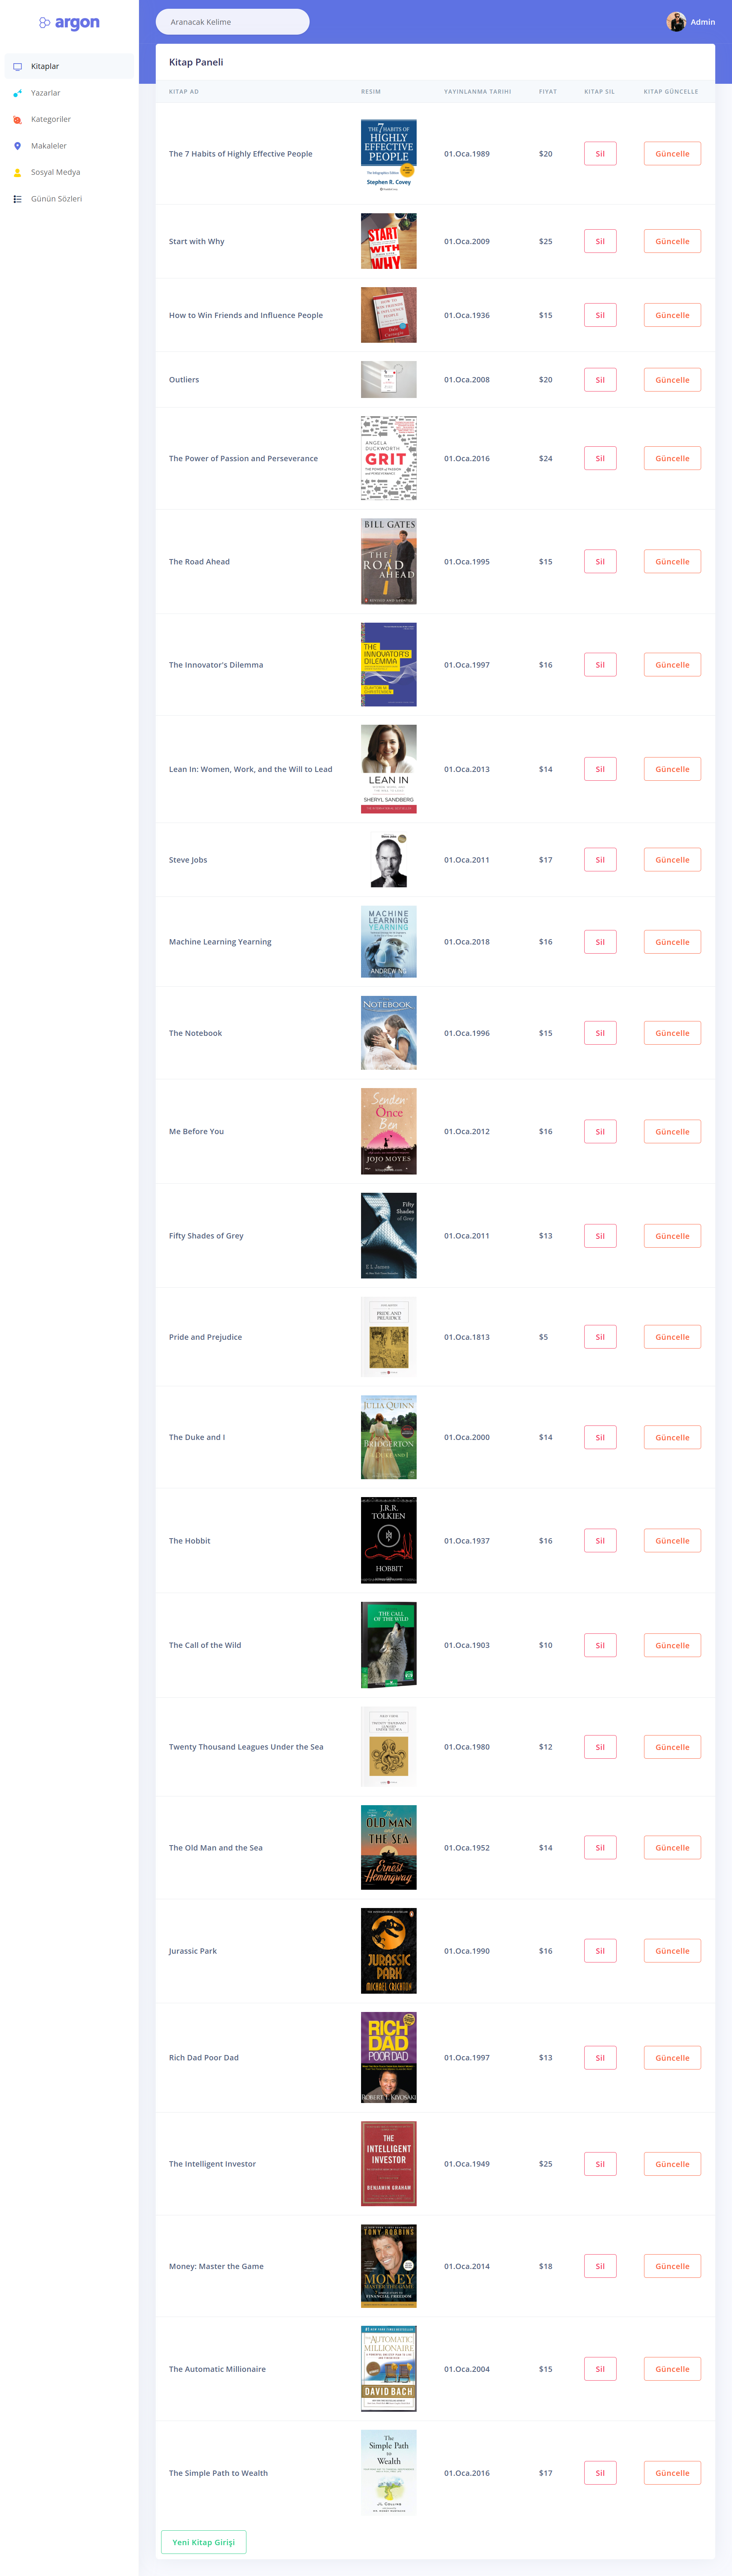 argon
Aranacak Kelime
Admin
Kitaplar
Yazarlar
Kategoriler
Makaleler
Sosyal Medya
Günün Sözleri
Kitap Paneli
KITAP AD RESIM YAYINLANMA TARIHI FIYAT KITAP SIL KITAP GÜNCELLE
The 7 Habits of Highly Effective People 01.Oca.1989 $20 Sil Güncelle
THE 7 HABITS OF
HIGHLY
EFFECTIVE
PEOPLE
Stephen R. Covey
Start with Why 01.Oca.2009 $25 Sil Güncelle
START
WITH
WHY
How to Win Friends and Influence People 01.Oca.1936 $15 Sil Güncelle
Outliers 01.Oca.2008 $20 Sil Güncelle
The Power of Passion and Perseverance 01.Oca.2016 $24 Sil Güncelle
ANGELA
DUCKWORTH
GRIT
THE POWER of PASSION
and PERSEVERANCE
The Road Ahead 01.Oca.1995 $15 Sil Güncelle
BILL GATES
THE
ROAD
AHEAD
The Innovator's Dilemma 01.Oca.1997 $16 Sil Güncelle
THE
INNOVATOR'S
DILEMMA
CLAYTON M.
CHRISTENSEN
Lean In: Women, Work, and the Will to Lead 01.Oca.2013 $14 Sil Güncelle
LEAN IN
SHERYL SANDBERG
Steve Jobs 01.Oca.2011 $17 Sil Güncelle
Steve Jobs
Machine Learning Yearning 01.Oca.2018 $16 Sil Güncelle
MACHINE
LEARNING
YEARNING
ANDREW NG
The Notebook 01.Oca.1996 $15 Sil Güncelle
NOTEBOOK
Me Before You 01.Oca.2012 $16 Sil Güncelle
Senden
Önce
Ben
JOJO MOYES
Fifty Shades of Grey 01.Oca.2011 $13 Sil Güncelle
Fifty
Shades
of Grey
E L James
Pride and Prejudice 01.Oca.1813 $5 Sil Güncelle
PRIDE AND
PREJUDICE
The Duke and I 01.Oca.2000 $14 Sil Güncelle
JULIA QUINN
BRIDGERTON
DUKE AND I
The Hobbit 01.Oca.1937 $16 Sil Güncelle
J.R.R.
TOLKIEN
HOBBIT
The Call of the Wild 01.Oca.1903 $10 Sil Güncelle
THE CALL
OF THE WILD
Twenty Thousand Leagues Under the Sea 01.Oca.1980 $12 Sil Güncelle
The Old Man and the Sea 01.Oca.1952 $14 Sil Güncelle
The
OLD MAN
and
THE SEA
Ernest
Hemingway
Jurassic Park 01.Oca.1990 $16 Sil Güncelle
JURASSIC
PARK
MICHAEL CRICHTON
Rich Dad Poor Dad 01.Oca.1997 $13 Sil Güncelle
RICH
DAD
POOR DAD
ROBERT T. KIYOSAKI
The Intelligent Investor 01.Oca.1949 $25 Sil Güncelle
THE
INTELLIGENT
INVESTOR
BENJAMIN GRAHAM
Money: Master the Game 01.Oca.2014 $18 Sil Güncelle
TONY ROBBINS
MONEY
MASTER THE GAME
FINANCIAL FREEDOM
The Automatic Millionaire 01.Oca.2004 $15 Sil Güncelle
AUTOMATIC
MILLIONAIRE
DAVID BACH
The Simple Path to Wealth 01.Oca.2016 $17 Sil Güncelle
The
Simple Path
to
Wealth
JL COLLINS
Yeni Kitap Girişi